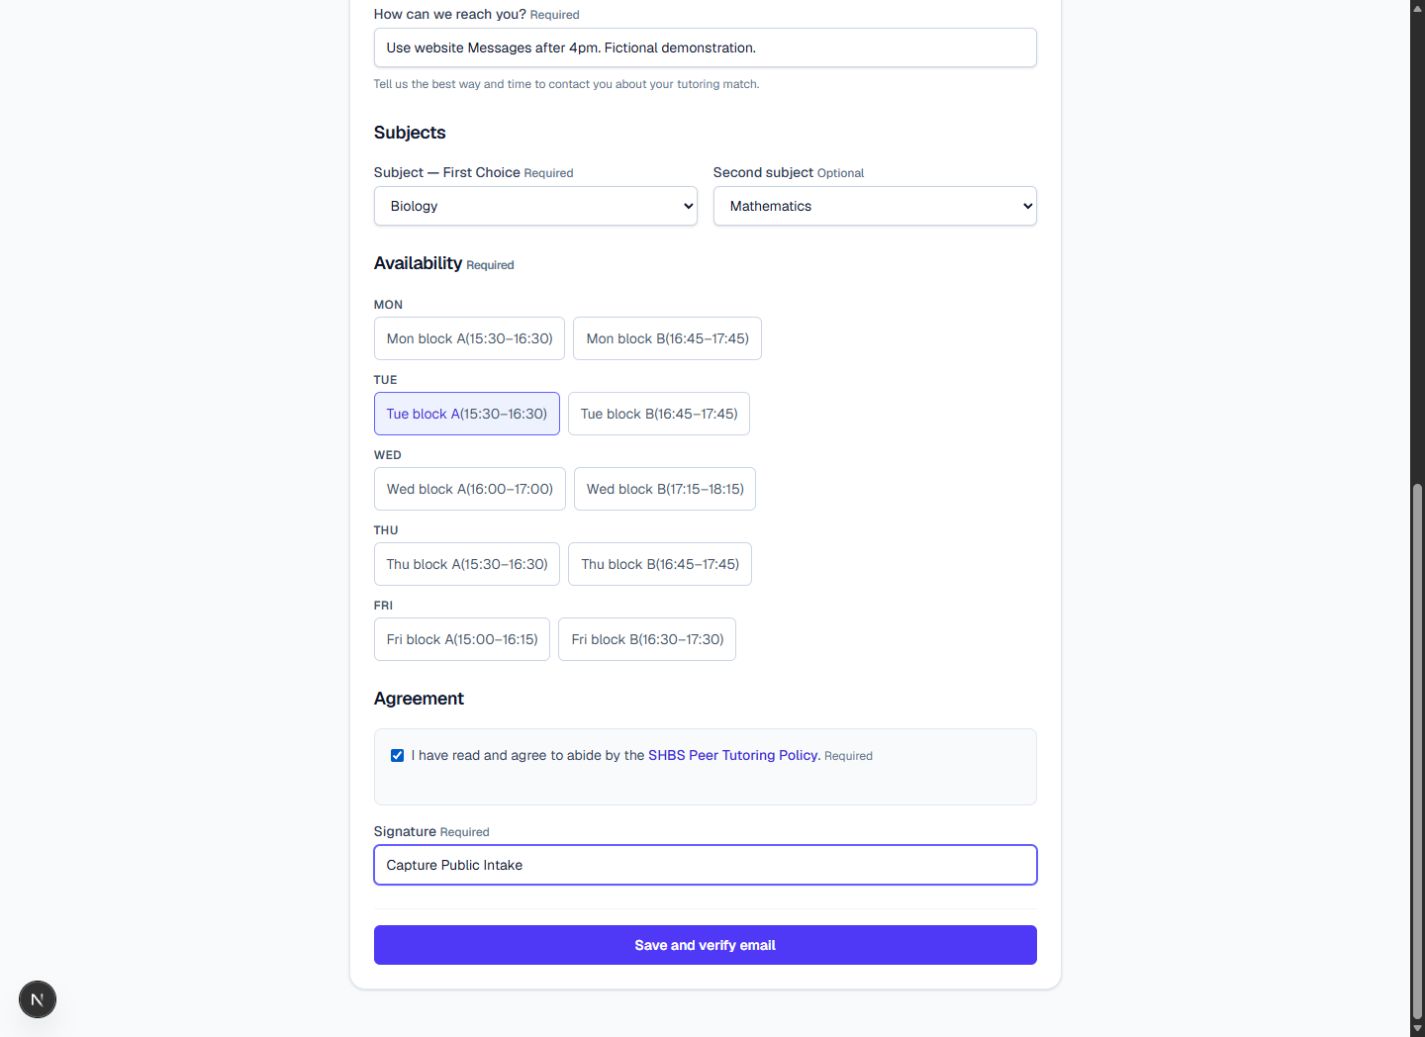 How can we reach you? Required
Use website Messages after 4pm. Fictional demonstration.
Tell us the best way and time to contact you about your tutoring match.
Subjects
Subject — First Choice Required
Biology
Second subject Optional
Mathematics
Availability Required
MON
Mon block A(15:30–16:30)
Mon block B(16:45–17:45)
TUE
Tue block A(15:30–16:30)
Tue block B(16:45–17:45)
WED
Wed block A(16:00–17:00)
Wed block B(17:15–18:15)
THU
Thu block A(15:30–16:30)
Thu block B(16:45–17:45)
FRI
Fri block A(15:00–16:15)
Fri block B(16:30–17:30)
Agreement
I have read and agree to abide by the SHBS Peer Tutoring Policy. Required
Signature Required
Capture Public Intake
Save and verify email
N